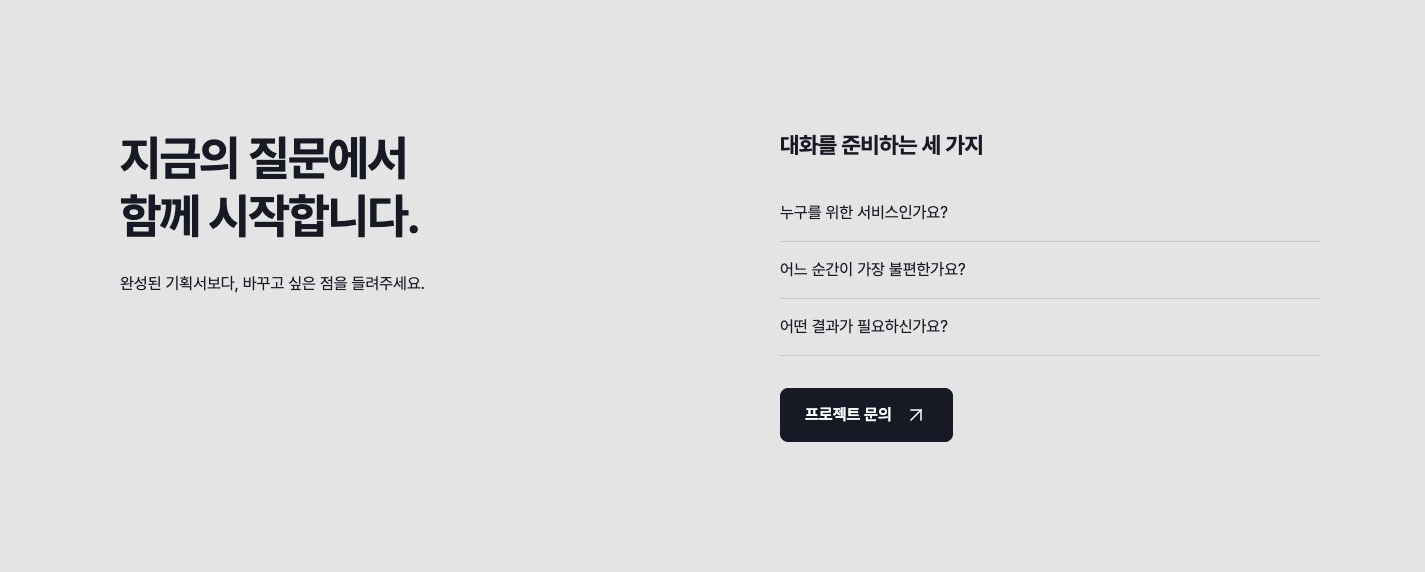 지금의 질문에서
함께 시작합니다.
완성된 기획서보다, 바꾸고 싶은 점을 들려주세요.
대화를 준비하는 세 가지
누구를 위한 서비스인가요?
어느 순간이 가장 불편한가요?
어떤 결과가 필요하신가요?
프로젝트 문의